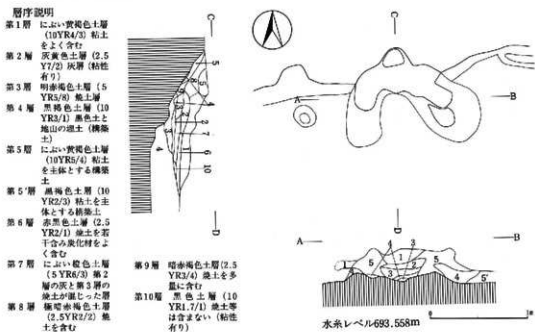 層序説明
第1層 にぶい黄褐色土層
(10YR4/3) 粘土
をよく含む
第2層 灰黄色土層 (2.5
Y7/2) 灰層 (粘性
有り)
第3層 明赤褐色土層 (5
YR5/8) 焼土層
第4層 黒褐色土層 (10
YR3/1) 黒色土と
地山の埋土 (構築
土)
第5層 にぶい黄褐色土層
(10YR5/4) 粘土
を主体とする構築
土
第5'層 黒褐色土層 (10
YR2/3) 粘土を主
体とする構築土
第6層 赤黒色土層 (2.5
YR2/1) 焼土を若
干含み炭化材をよ
く含む
第7層 にぶい橙色土層
(5YR6/3) 第2
層の灰と第3層の
焼土が混じった層
第8層 極暗赤褐色土層
(2.5YR2/2) 焼
土を含む
第9層 暗赤褐色土層 (2.5
YR3/4) 焼土を多
量に含む
第10層 黒色土層 (10
YR1.7/1) 焼土等
は含まない (粘性
有り)
C
D
C
A
B
D
A
B
1
5
4
3
1
2
3
5
4
5'
水糸レベル693,558m